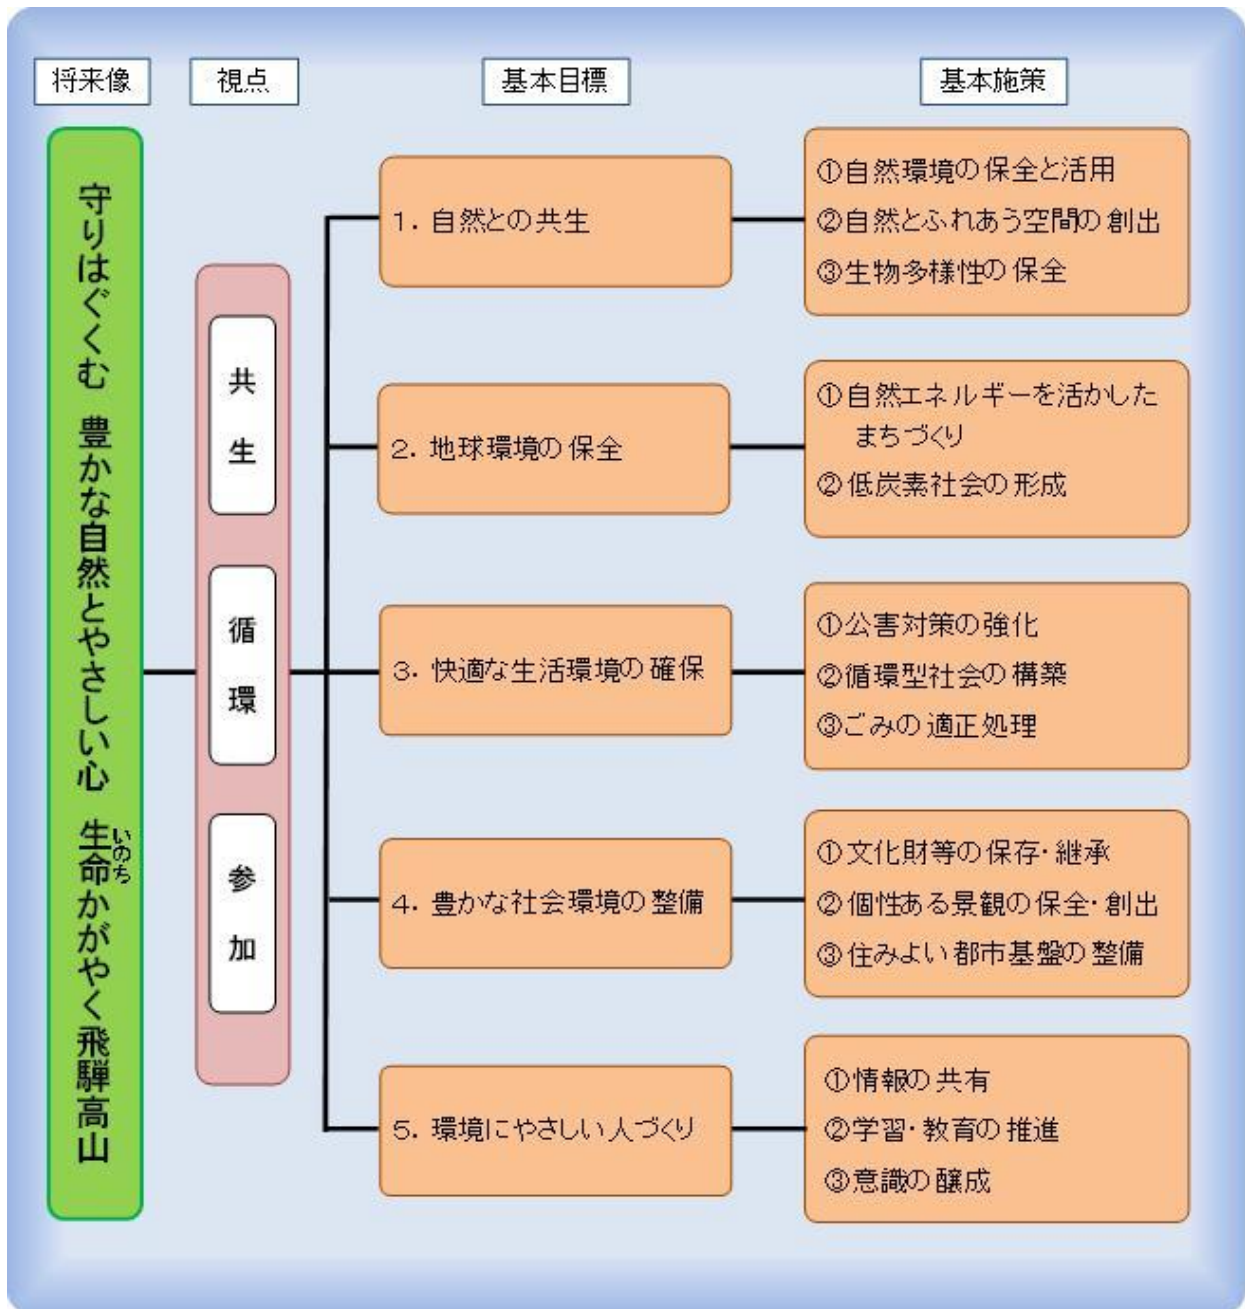 将来像
視点
基本目標
基本施策
守りはぐくむ 豊かな自然とやさしい心 生命かがやく飛騨高山
いのち
共生
循環
参加
1. 自然との共生
①自然環境の保全と活用
②自然とふれあう空間の創出
③生物多様性の保全
2. 地球環境の保全
①自然エネルギーを活かした
まちづくり
②低炭素社会の形成
3. 快適な生活環境の確保
①公害対策の強化
②循環型社会の構築
③ごみの適正処理
4. 豊かな社会環境の整備
①文化財等の保存・継承
②個性ある景観の保全・創出
③住みよい都市基盤の整備
5. 環境にやさしい人づくり
①情報の共有
②学習・教育の推進
③意識の醸成